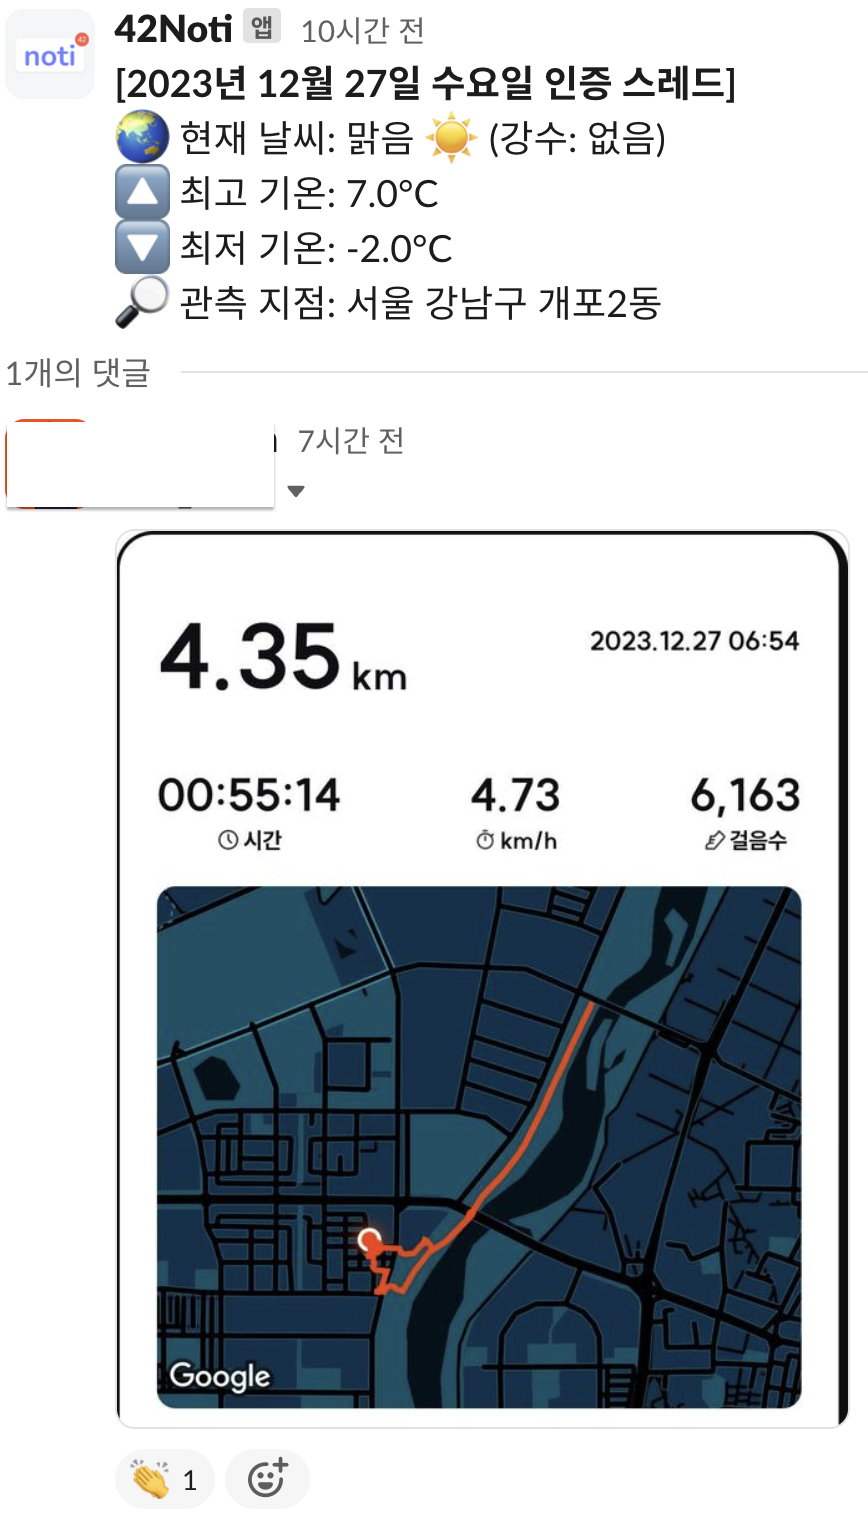 noti 42
42Noti 앱 10시간 전
[2023년 12월 27일 수요일 인증 스레드]
현재 날씨: 맑음 ☀️ (강수: 없음)
최고 기온: 7.0°C
최저 기온: -2.0°C
관측 지점: 서울 강남구 개포2동
1개의 댓글
7시간 전
4.35 km
2023.12.27 06:54
00:55:14 4.73 6,163
시간 km/h 걸음수
Google
1